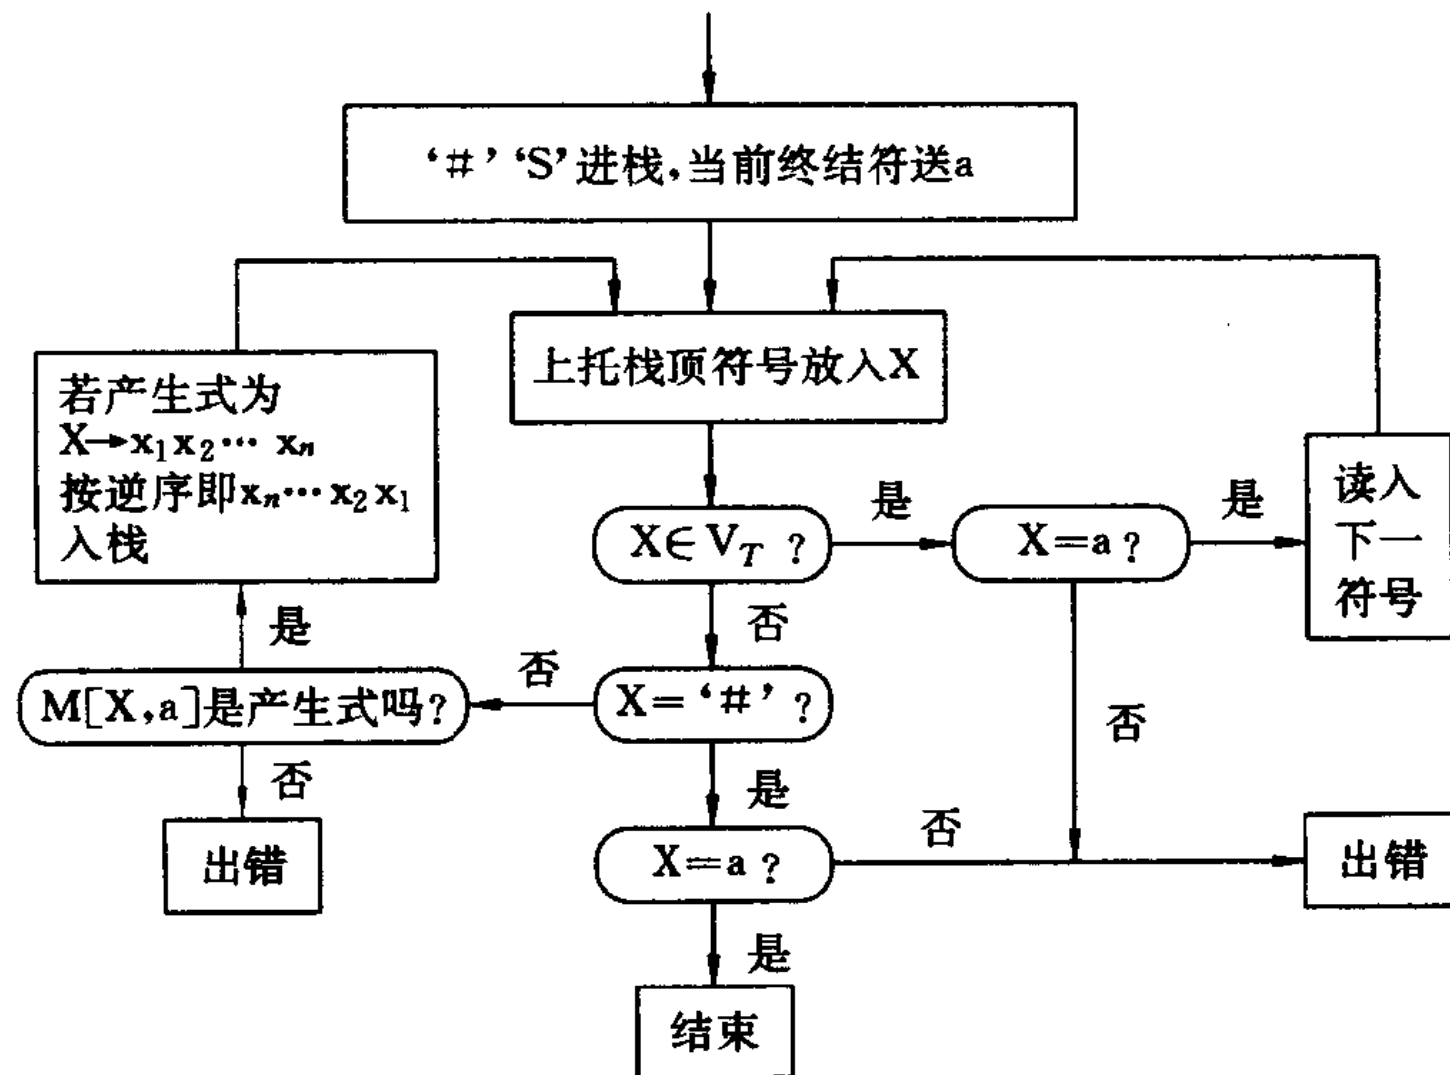 ‘#’‘S’进栈,当前终结符送a
上托栈顶符号放入X
若产生式为
X→x₁x₂… xₙ
按逆序即xₙ…x₂x₁
入栈
X∈V_T ?
是
X=a?
是
读入
下一
符号
是
否
否
M[X,a]是产生式吗?
X=‘#’?
否
否
是
出错
X=a?
否
出错
是
结束